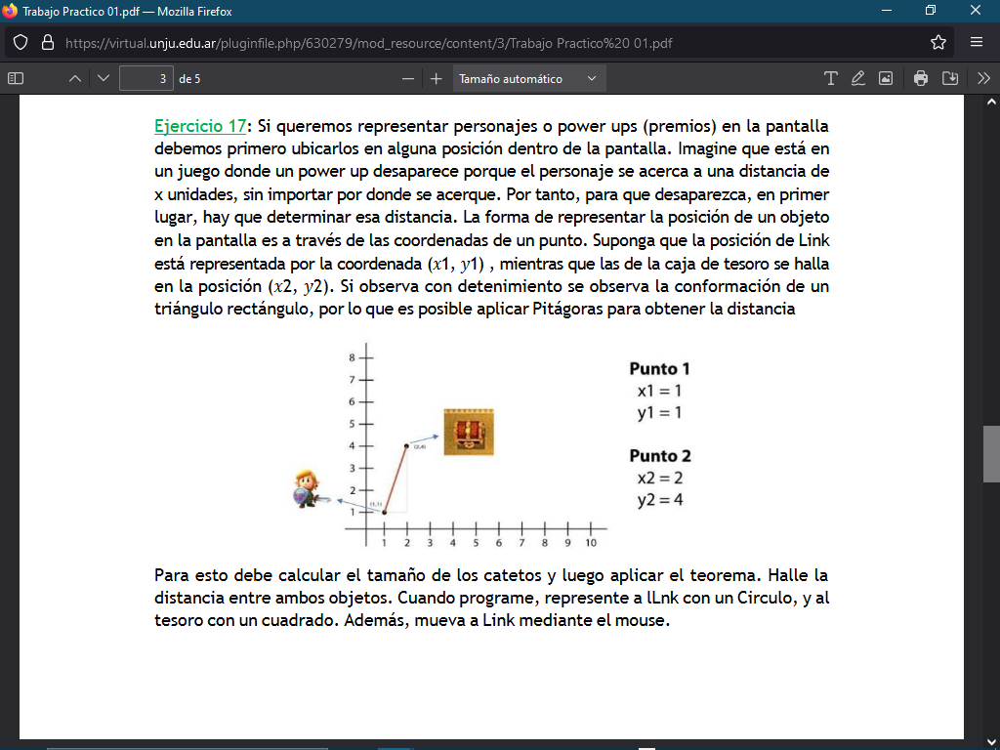 Trabajo Practico 01.pdf — Mozilla Firefox
https://virtual.unju.edu.ar/pluginfile.php/630279/mod_resource/content/3/Trabajo Practico%20 01.pdf
3 de 5
Tamaño automático
Ejercicio 17: Si queremos representar personajes o power ups (premios) en la pantalla
debemos primero ubicarlos en alguna posición dentro de la pantalla. Imagine que está en
un juego donde un power up desaparece porque el personaje se acerca a una distancia de
x unidades, sin importar por donde se acerque. Por tanto, para que desaparezca, en primer
lugar, hay que determinar esa distancia. La forma de representar la posición de un objeto
en la pantalla es a través de las coordenadas de un punto. Suponga que la posición de Link
está representada por la coordenada (x1, y1) , mientras que las de la caja de tesoro se halla
en la posición (x2, y2). Si observa con detenimiento se observa la conformación de un
triángulo rectángulo, por lo que es posible aplicar Pitágoras para obtener la distancia
8
7
6
5
4
3
2
1
(2,4)
(1,1)
1 2 3 4 5 6 7 8 9 10
Punto 1
x1 = 1
y1 = 1
Punto 2
x2 = 2
y2 = 4
Para esto debe calcular el tamaño de los catetos y luego aplicar el teorema. Halle la
distancia entre ambos objetos. Cuando programe, represente a lLnk con un Circulo, y al
tesoro con un cuadrado. Además, mueva a Link mediante el mouse.